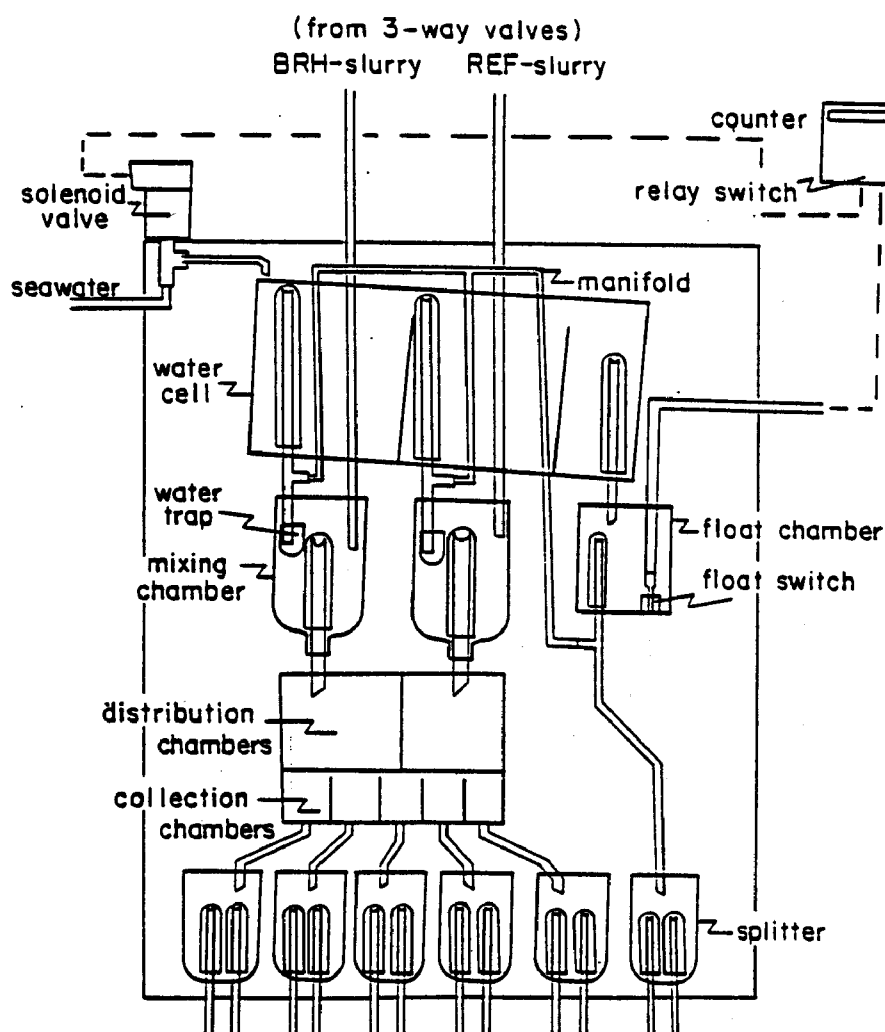 (from 3-way valves)
BRH-slurry REF-slurry
counter
relay switch
solenoid
valve
seawater
manifold
water
cell
water
trap
mixing
chamber
float chamber
float switch
distribution
chambers
collection
chambers
splitter